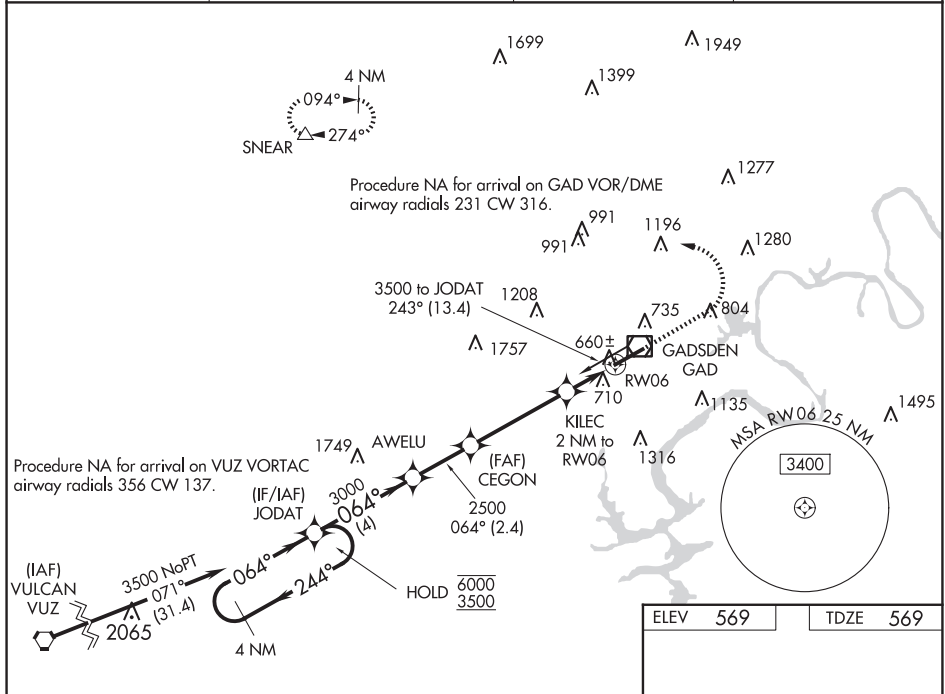 1699
1949
4 NM
1399
094°
274°
SNEAR
1277
Procedure NA for arrival on GAD VOR/DME
airway radials 231 CW 316.
991
991
1196
1280
3500 to JODAT
243° (13.4)
1208
735
804
1757
660±
GADSDEN
GAD
RW06
710
1135
1495
KILEC
2 NM to
RW06
1316
MSA RW06 25 NM
3400
1749
AWELU
(FAF)
CEGON
Procedure NA for arrival on VUZ VORTAC
airway radials 356 CW 137.
(IF/IAF)
JODAT
3000
064°
(4)
2500
064° (2.4)
(IAF)
VULCAN
VUZ
3500 NoPT
071°
(31.4)
2065
064°
244°
HOLD
6000
3500
4 NM
ELEV 569
TDZE 569